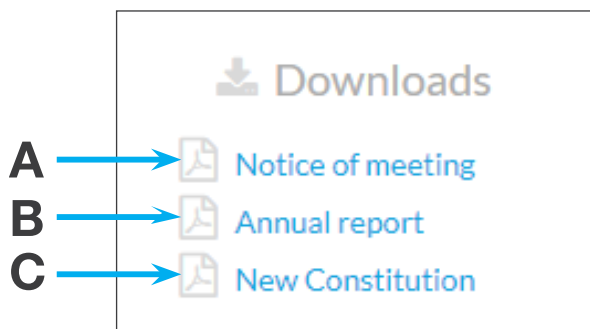 Downloads
A Notice of meeting
B Annual report
C New Constitution